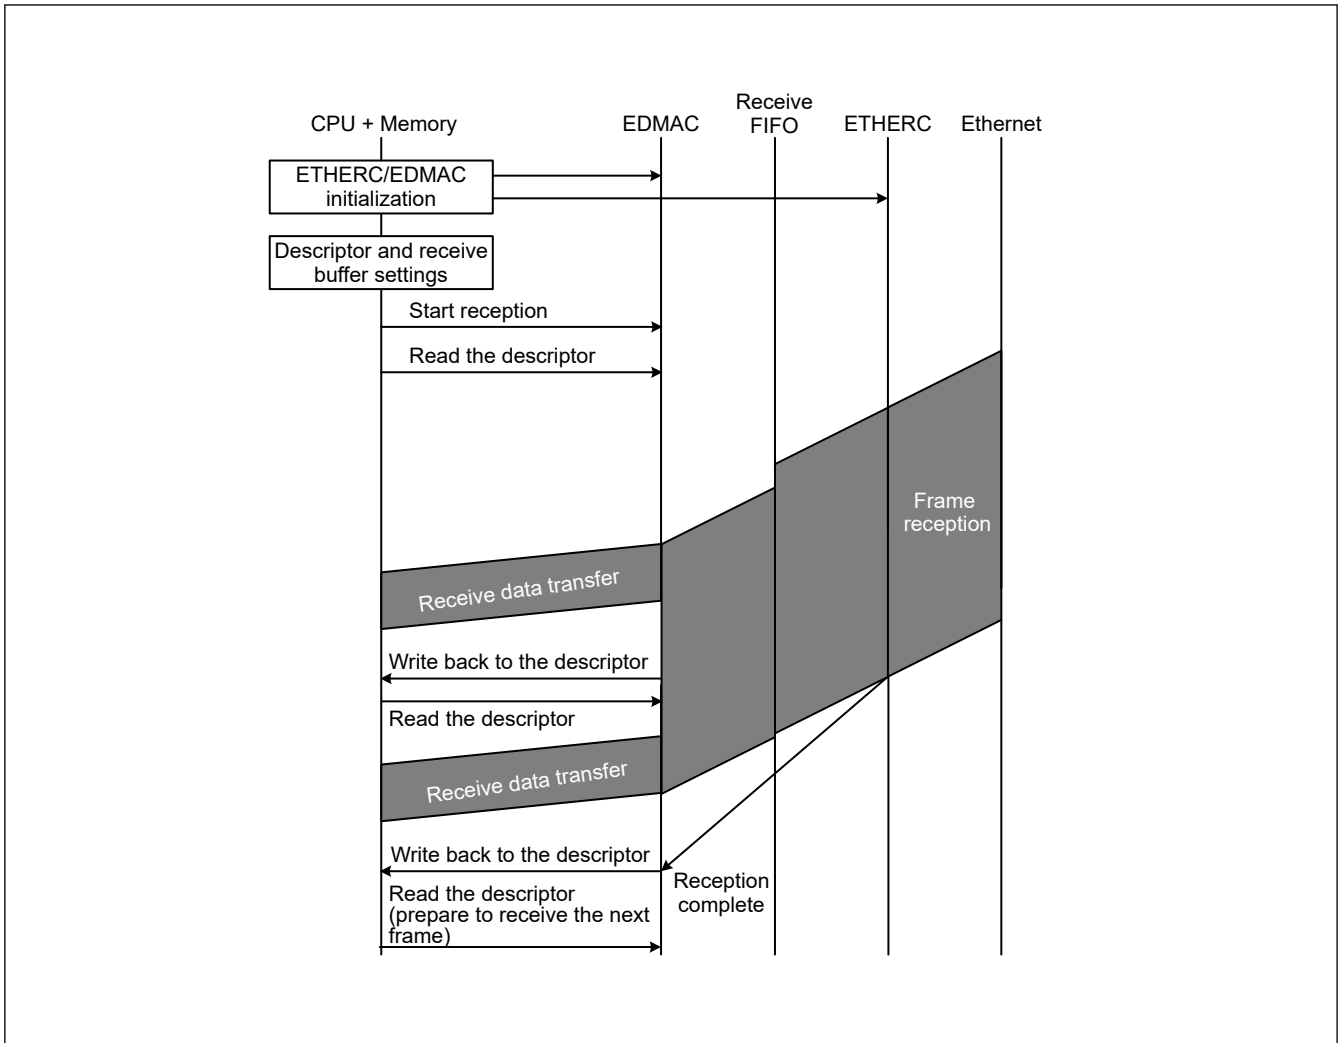 Receive
FIFO
CPU + Memory
EDMAC
ETHERC
Ethernet
ETHERC/EDMAC
initialization
Descriptor and receive
buffer settings
Start reception
Read the descriptor
Frame
reception
Receive data transfer
Write back to the descriptor
Read the descriptor
Receive data transfer
Write back to the descriptor
Reception
complete
Read the descriptor
(prepare to receive the next
frame)